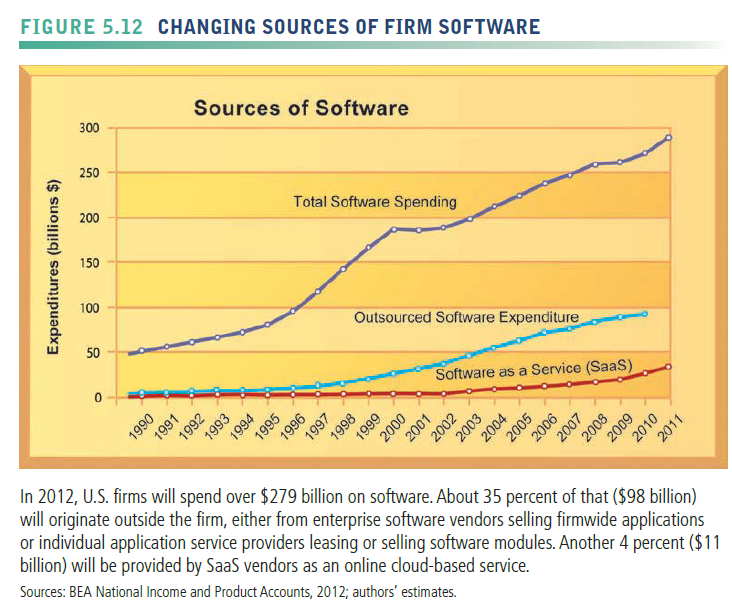 FIGURE 5.12 CHANGING SOURCES OF FIRM SOFTWARE
Sources of Software
Expenditures (billions $)
300
250
200
150
100
50
0
Total Software Spending
Outsourced Software Expenditure
Software as a Service (SaaS)
1990 1991 1992 1993 1994 1995 1996 1997 1998 1999 2000 2001 2002 2003 2004 2005 2006 2007 2008 2009 2010 2011
In 2012, U.S. firms will spend over $279 billion on software. About 35 percent of that ($98 billion)
will originate outside the firm, either from enterprise software vendors selling firmwide applications
or individual application service providers leasing or selling software modules. Another 4 percent ($11
billion) will be provided by SaaS vendors as an online cloud-based service.
Sources: BEA National Income and Product Accounts, 2012; authors’ estimates.